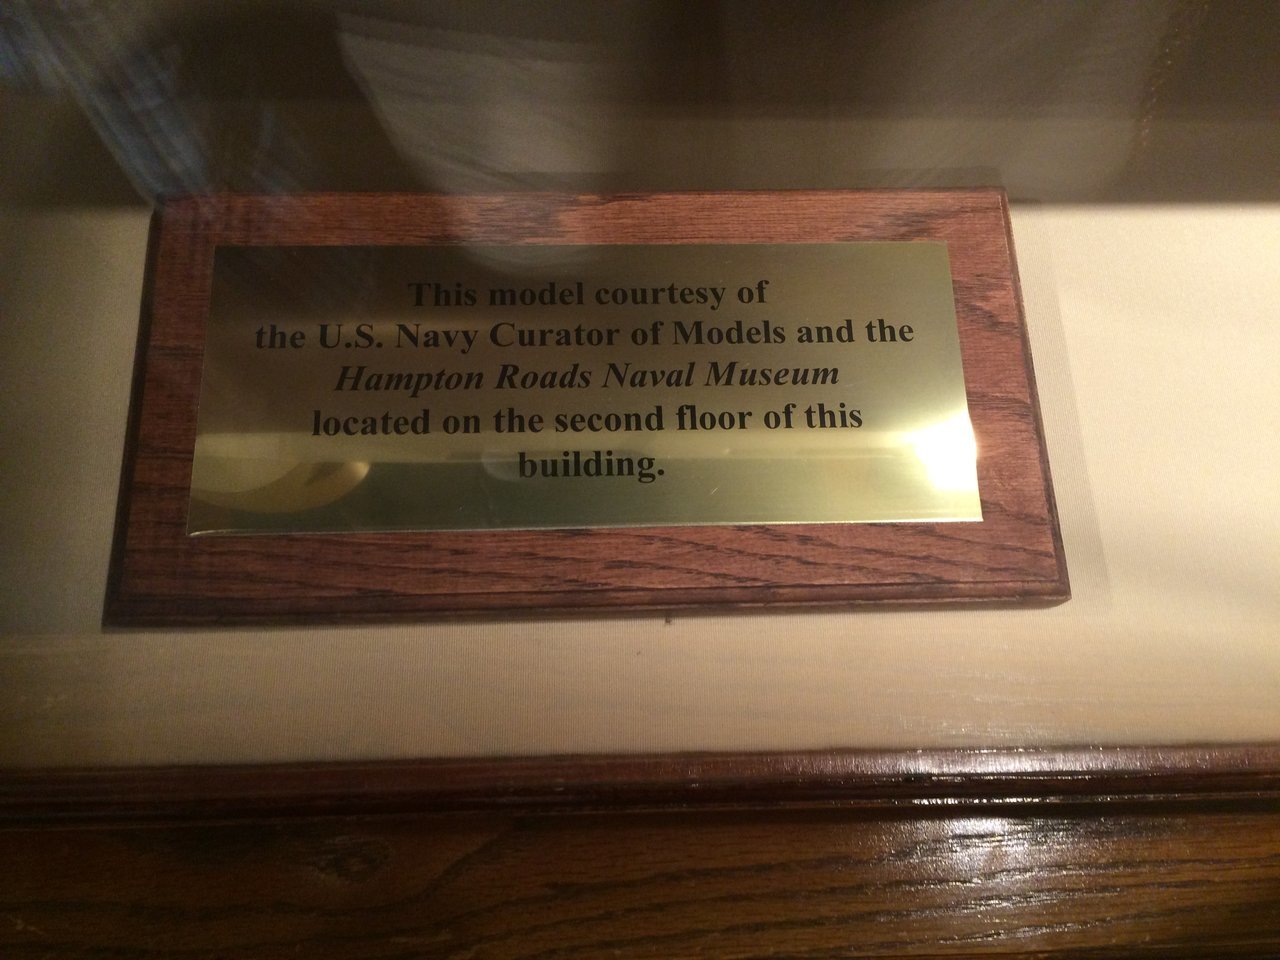 This model courtesy of
the U.S. Navy Curator of Models and the
Hampton Roads Naval Museum
located on the second floor of this
building.